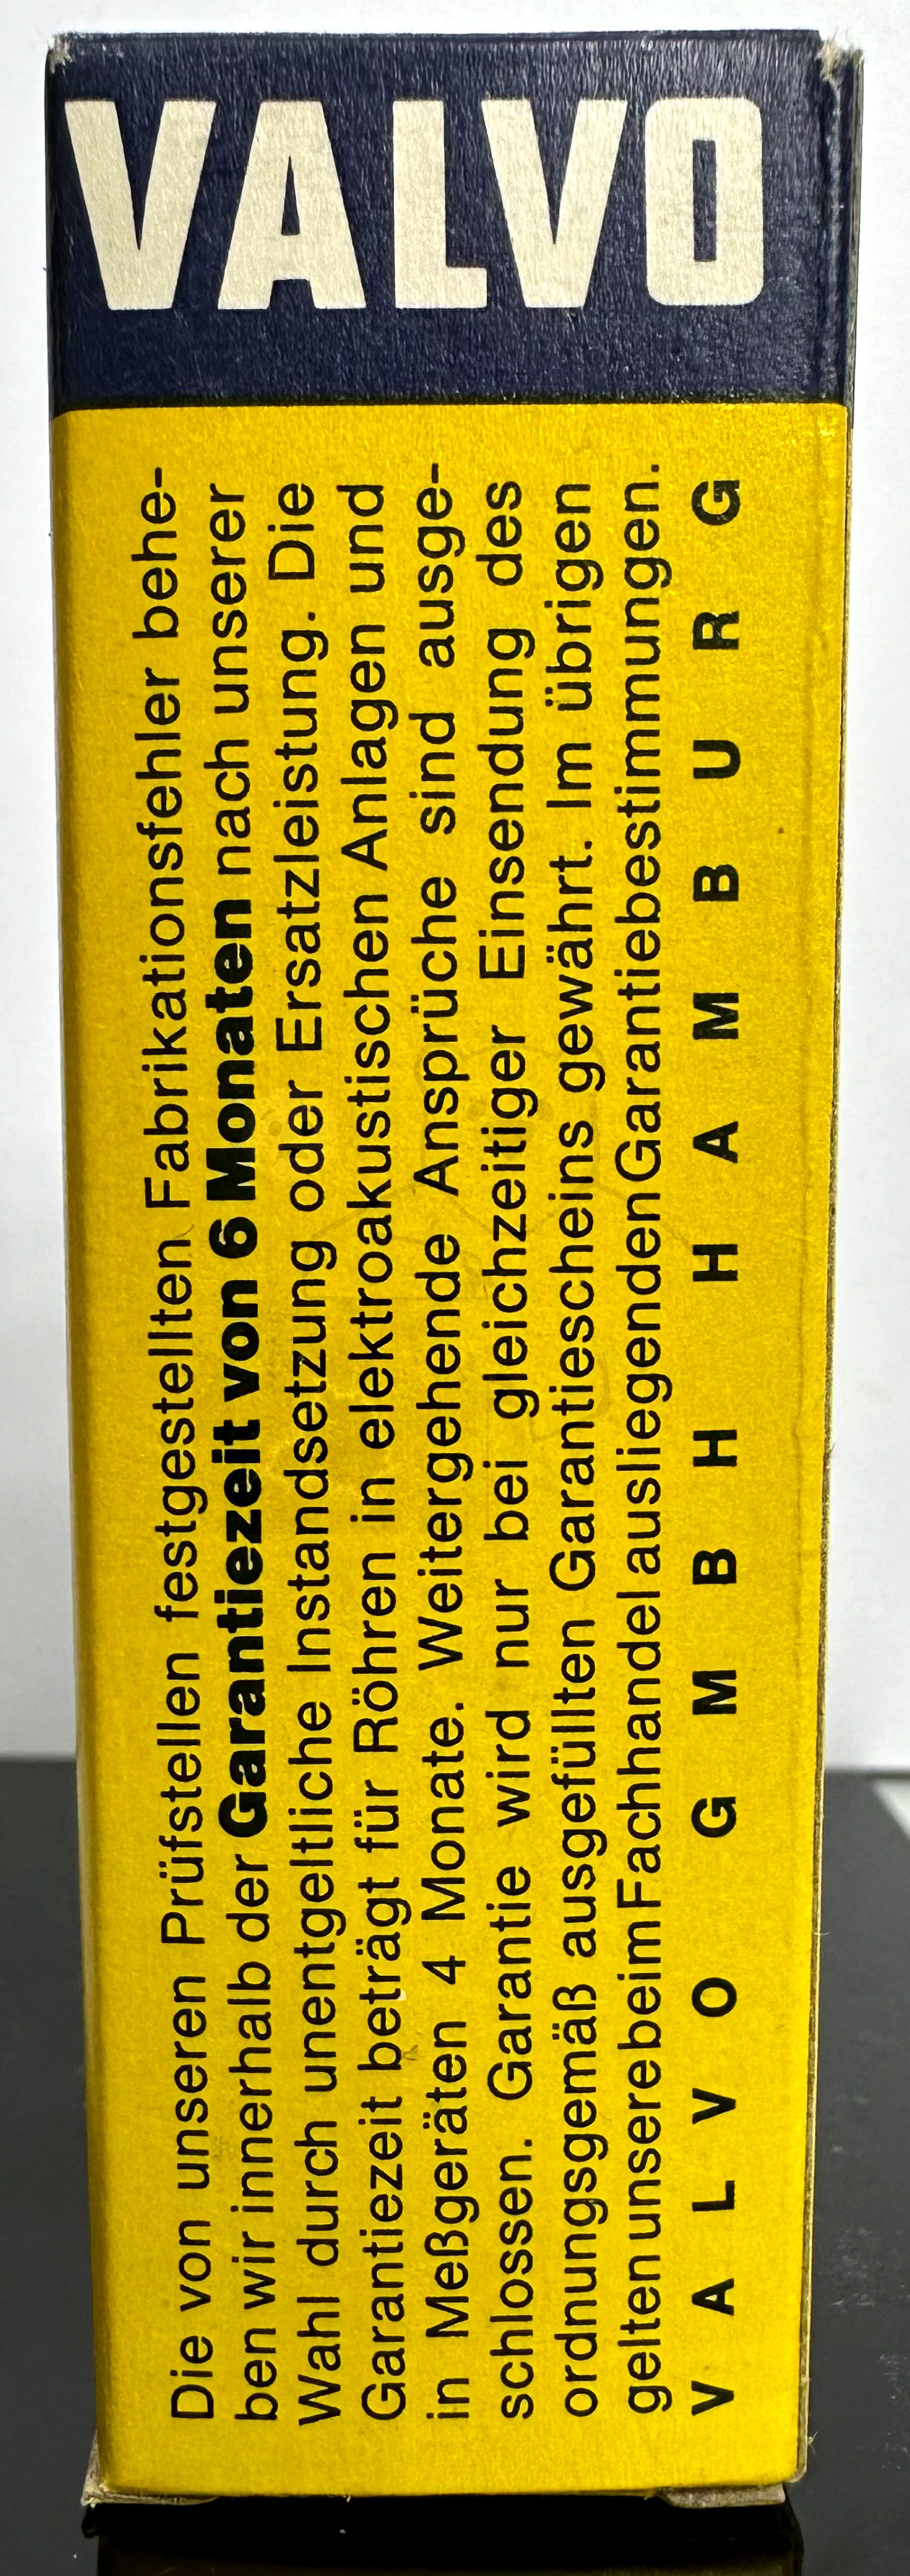 VALVO
Die von unseren Prüfstellen festgestellten Fabrikationsfehler behe-
ben wir innerhalb der Garantiezeit von 6 Monaten nach unserer
Wahl durch unentgeltliche Instandsetzung oder Ersatzleistung. Die
Garantiezeit beträgt für Röhren in elektroakustischen Anlagen und
in Meßgeräten 4 Monate. Weitergehende Ansprüche sind ausge-
schlossen. Garantie wird nur bei gleichzeitiger Einsendung des
ordnungsgemäß ausgefüllten Garantiescheins gewährt. Im übrigen
gelten unsere beim Fachhandel ausliegenden Garantiebestimmungen.
VALVO GMBH HAMBURG